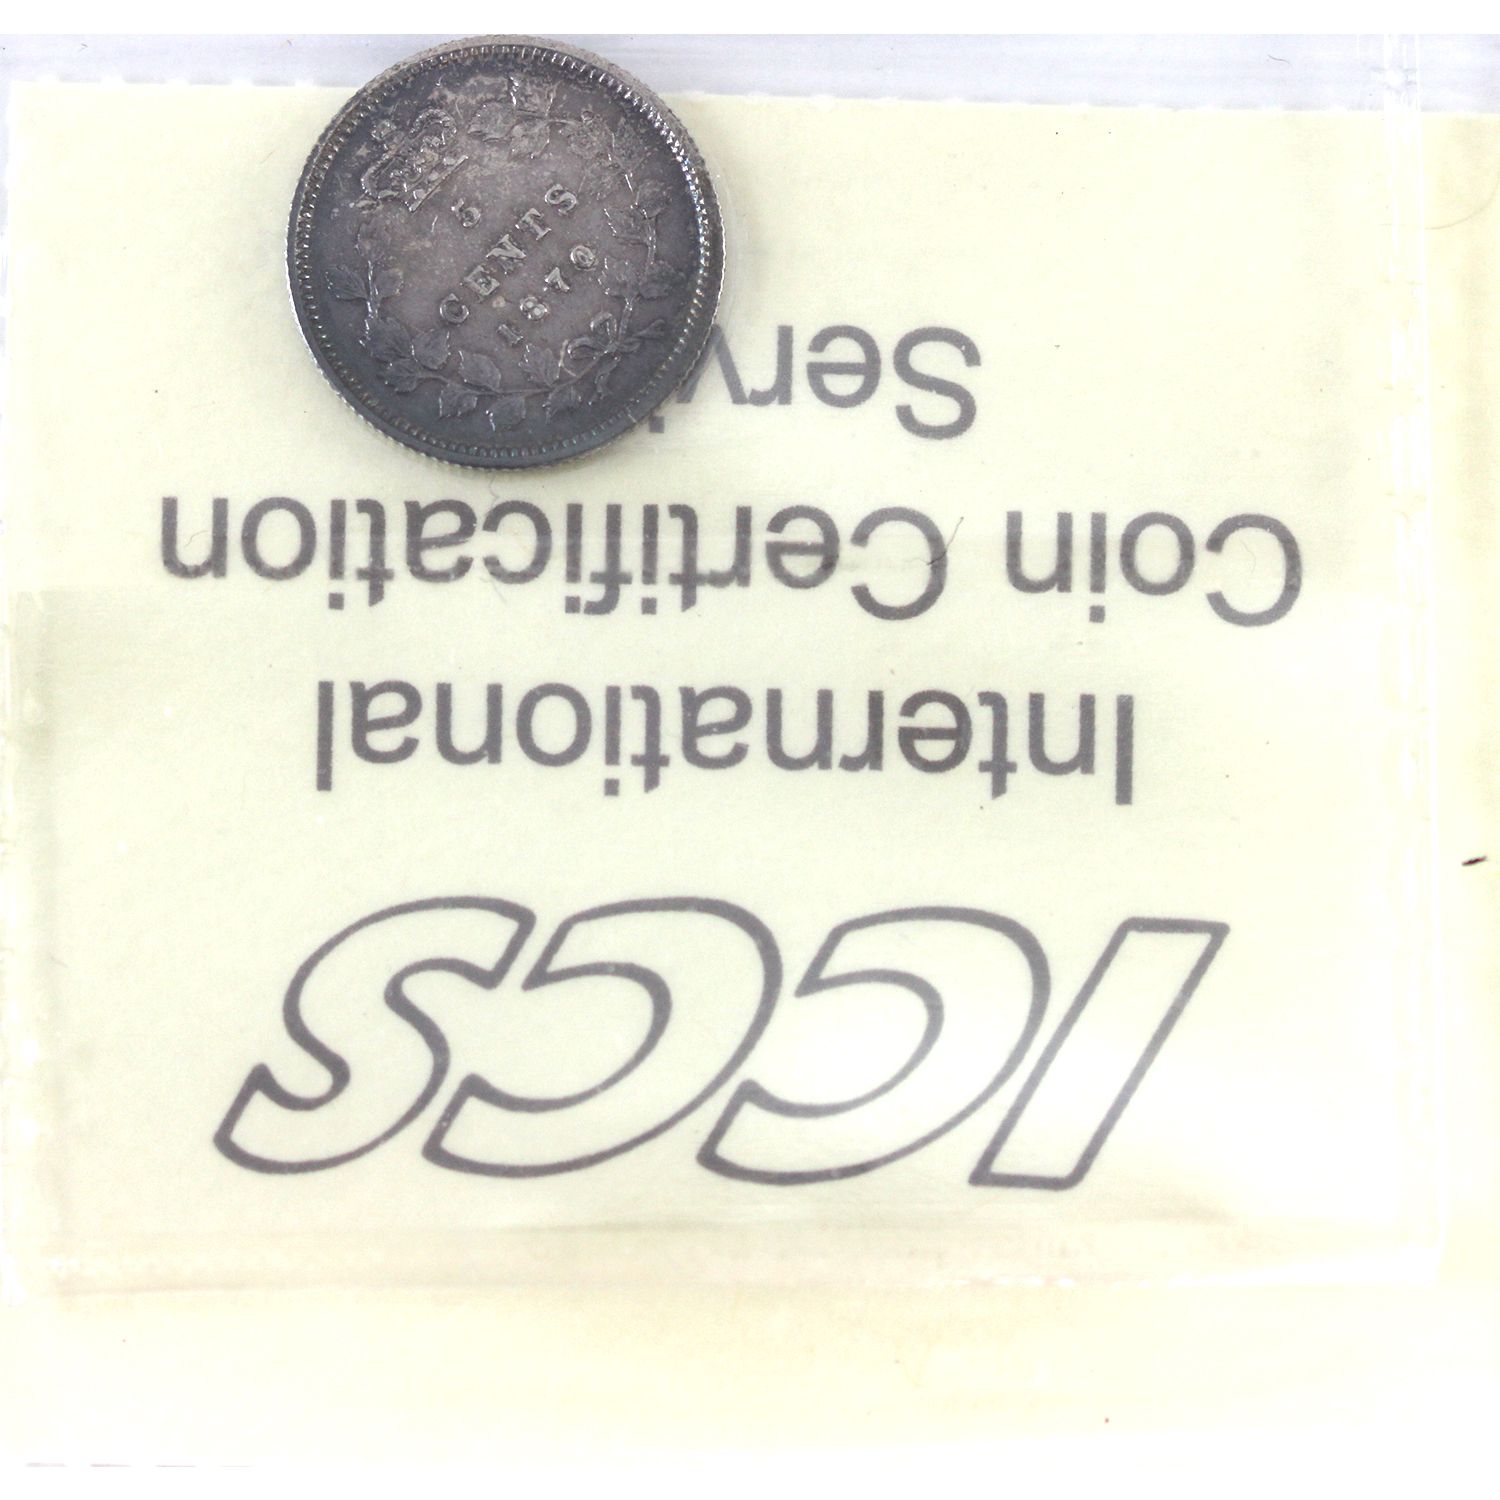 ICCS
International
Coin Certification
Servi
5
CENTS
1870